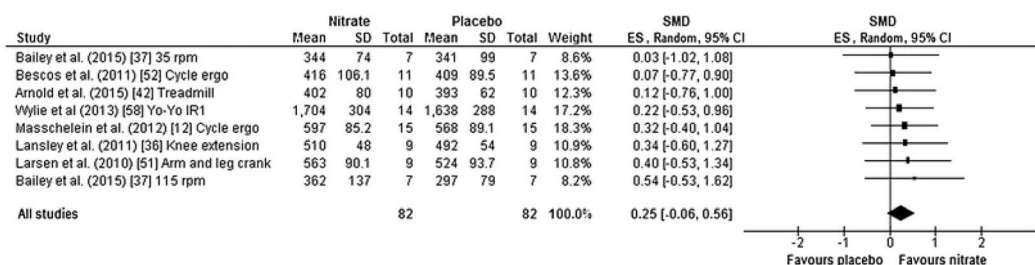 Nitrate Placebo SMD SMD
Study Mean SD Total Mean SD Total Weight ES, Random, 95% CI ES, Random, 95% CI
Bailey et al. (2015) [37] 35 rpm 344 74 7 341 99 7 8.6% 0.03 [-1.02, 1.08]
Bescos et al. (2011) [52] Cycle ergo 416 106.1 11 409 89.5 11 13.6% 0.07 [-0.77, 0.90]
Arnold et al. (2015) [42] Treadmill 402 80 10 393 62 10 12.4% 0.12 [-0.76, 1.00]
Wylie et al (2013) [58] Yo-Yo IR1 1,704 304 14 1,638 288 14 17.2% 0.22 [-0.53, 0.96]
Masschelein et al. (2012) [12] Cycle ergo 597 85.2 15 568 89.1 15 18.3% 0.32 [-0.40, 1.04]
Lansley et al. (2011) [36] Knee extension 510 48 9 492 54 9 10.9% 0.34 [-0.60, 1.27]
Larsen et al. (2010) [51] Arm and leg crank 563 90.1 9 524 93.7 9 10.8% 0.40 [-0.53, 1.34]
Bailey et al. (2015) [37] 115 rpm 362 137 7 297 79 7 8.2% 0.54 [-0.53, 1.62]
All studies 82 82 100.0% 0.25 [-0.06, 0.56]
-2 -1 0 1 2
Favours placebo Favours nitrate